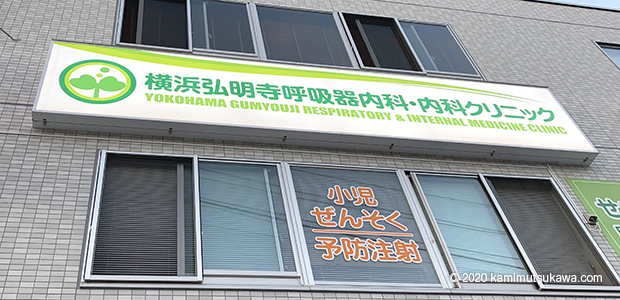 横浜弘明寺呼吸器内科・内科クリニック
YOKOHAMA GUMYOUJI RESPIRATORY & INTERNAL MEDICINE CLINIC
小児
ぜんそく
予防注射
せ
© 2020 kamimutsukawa.com